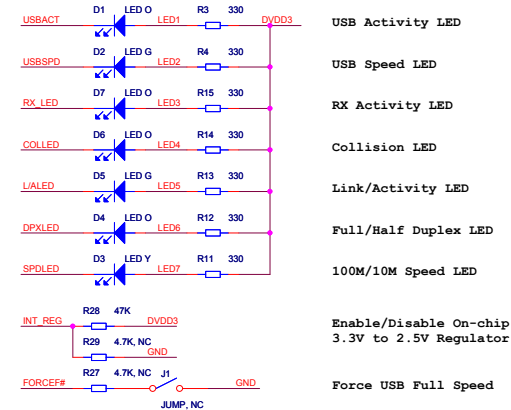 D1 LED O R3 330
USBACT LED1 DVDD3 USB Activity LED
D2 LED G R4 330
USBSPD LED2 USB Speed LED
D7 LED O R15 330
RX_LED LED3 RX Activity LED
D6 LED O R14 330
COLLED LED4 Collision LED
D5 LED G R13 330
L/ALED LED5 Link/Activity LED
D4 LED O R12 330
DPXLED LED6 Full/Half Duplex LED
D3 LED Y R11 330
SPDLED LED7 100M/10M Speed LED
R28 47K
INT_REG DVDD3 Enable/Disable On-chip
R29 4.7K, NC 3.3V to 2.5V Regulator
GND
R27 4.7K, NC J1
FORCEF# GND Force USB Full Speed
JUMP, NC